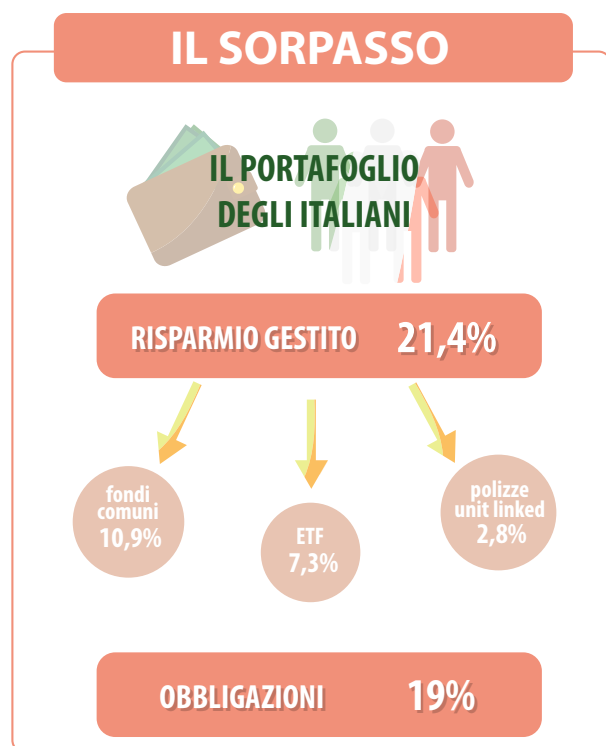 IL SORPASSO
IL PORTAFOGLIO
DEGLI ITALIANI
RISPARMIO GESTITO 21,4%
fondi
comuni
10,9%
ETF
7,3%
polizze
unit linked
2,8%
OBBLIGAZIONI 19%